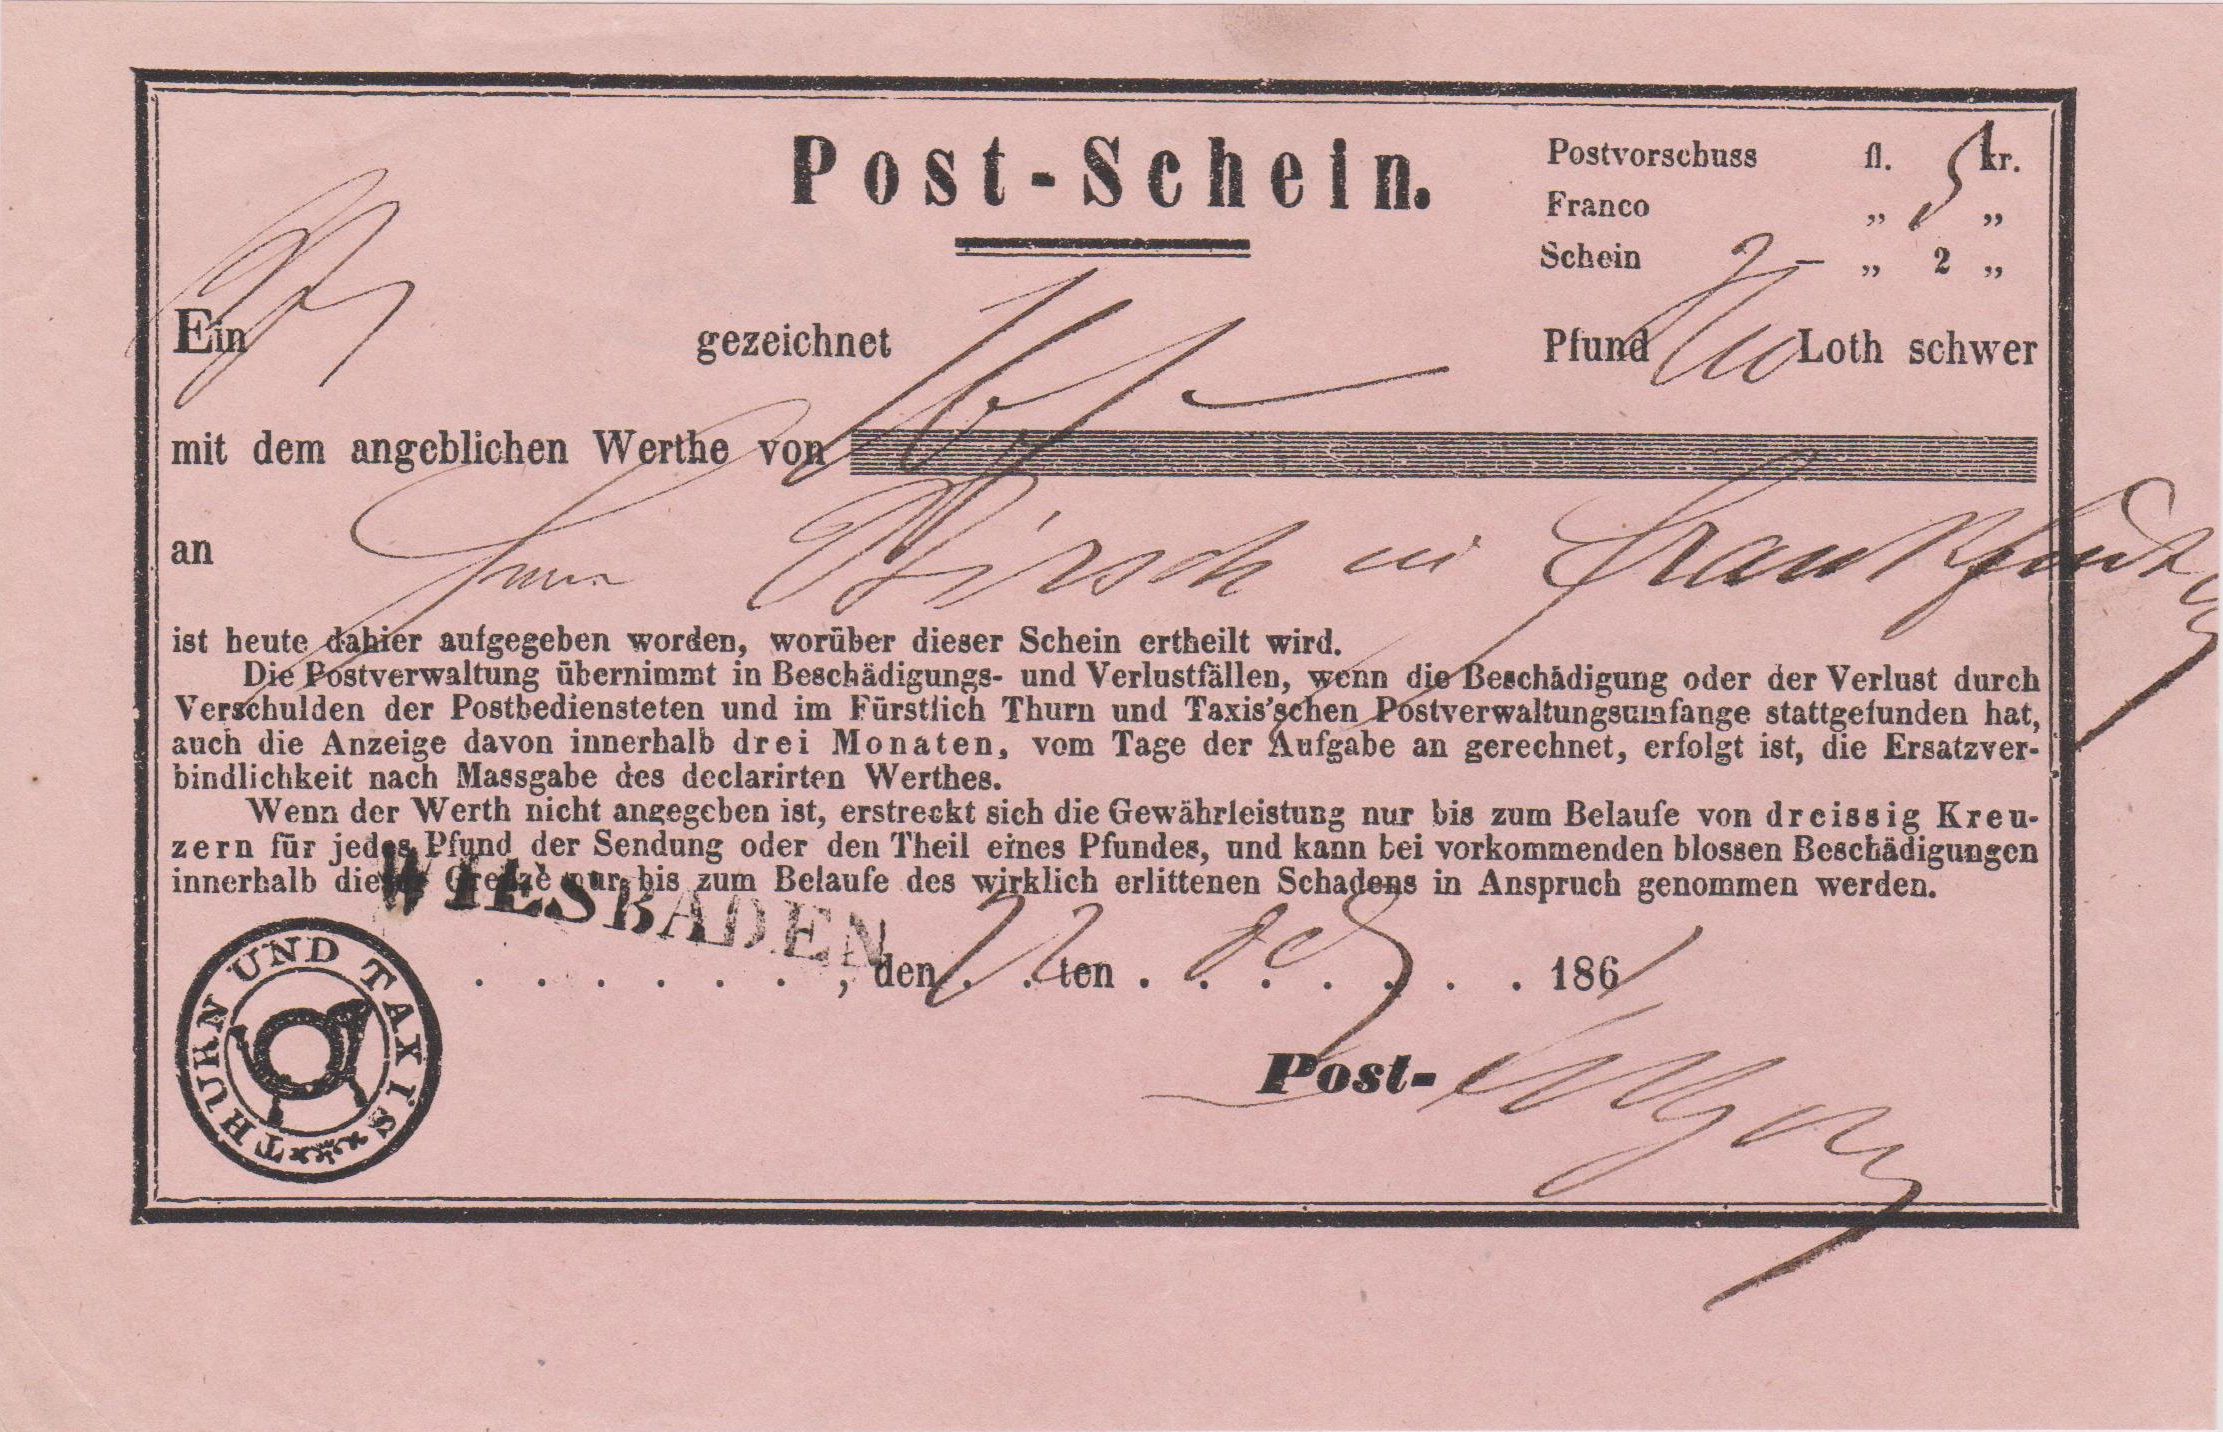 Post-Schein.
Postvorschuss fl. kr.
Franco „ 5 „
Schein „ 2 „
Ein gezeichnet Pfund Loth schwer
mit dem angeblichen Werthe von
an Hirsch in Frankfurt
ist heute dahier aufgegeben worden, worüber dieser Schein ertheilt wird.
Die Postverwaltung übernimmt in Beschädigungs- und Verlustfällen, wenn die Beschädigung oder der Verlust durch
Verschulden der Postbediensteten und im Fürstlich Thurn und Taxis'schen Postverwaltungsumfange stattgefunden hat,
auch die Anzeige davon innerhalb drei Monaten, vom Tage der Aufgabe an gerechnet, erfolgt ist, die Ersatzver-
bindlichkeit nach Massgabe des declarirten Werthes.
Wenn der Werth nicht angegeben ist, erstreckt sich die Gewährleistung nur bis zum Belaufe von dreissig Kreu-
zern für jedes Pfund der Sendung oder den Theil eines Pfundes, und kann bei vorkommenden blossen Beschädigungen
innerhalb dieser Grenze nur bis zum Belaufe des wirklich erlittenen Schadens in Anspruch genommen werden.
WIESBADEN
. . . . . . , den 22 ten . . . . . . . 1861
Post-
THURN UND TAXIS